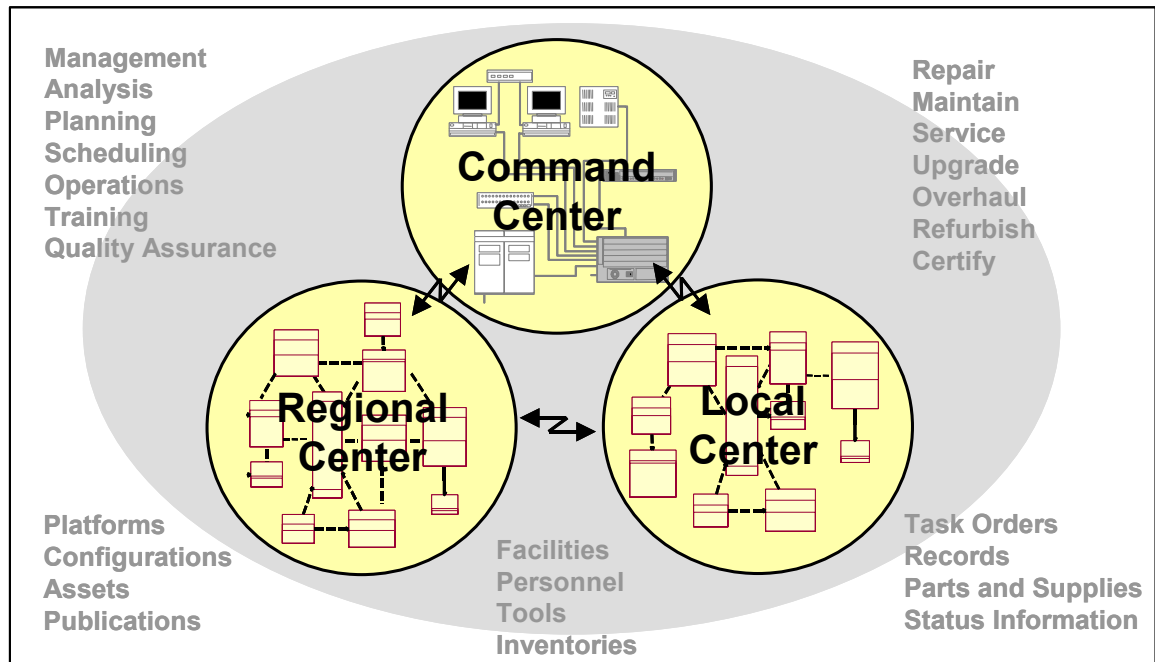 Management
Analysis
Planning
Scheduling
Operations
Training
Quality Assurance
Repair
Maintain
Service
Upgrade
Overhaul
Refurbish
Certify
Command
Center
Regional
Center
Local
Center
Platforms
Configurations
Assets
Publications
Facilities
Personnel
Tools
Inventories
Task Orders
Records
Parts and Supplies
Status Information